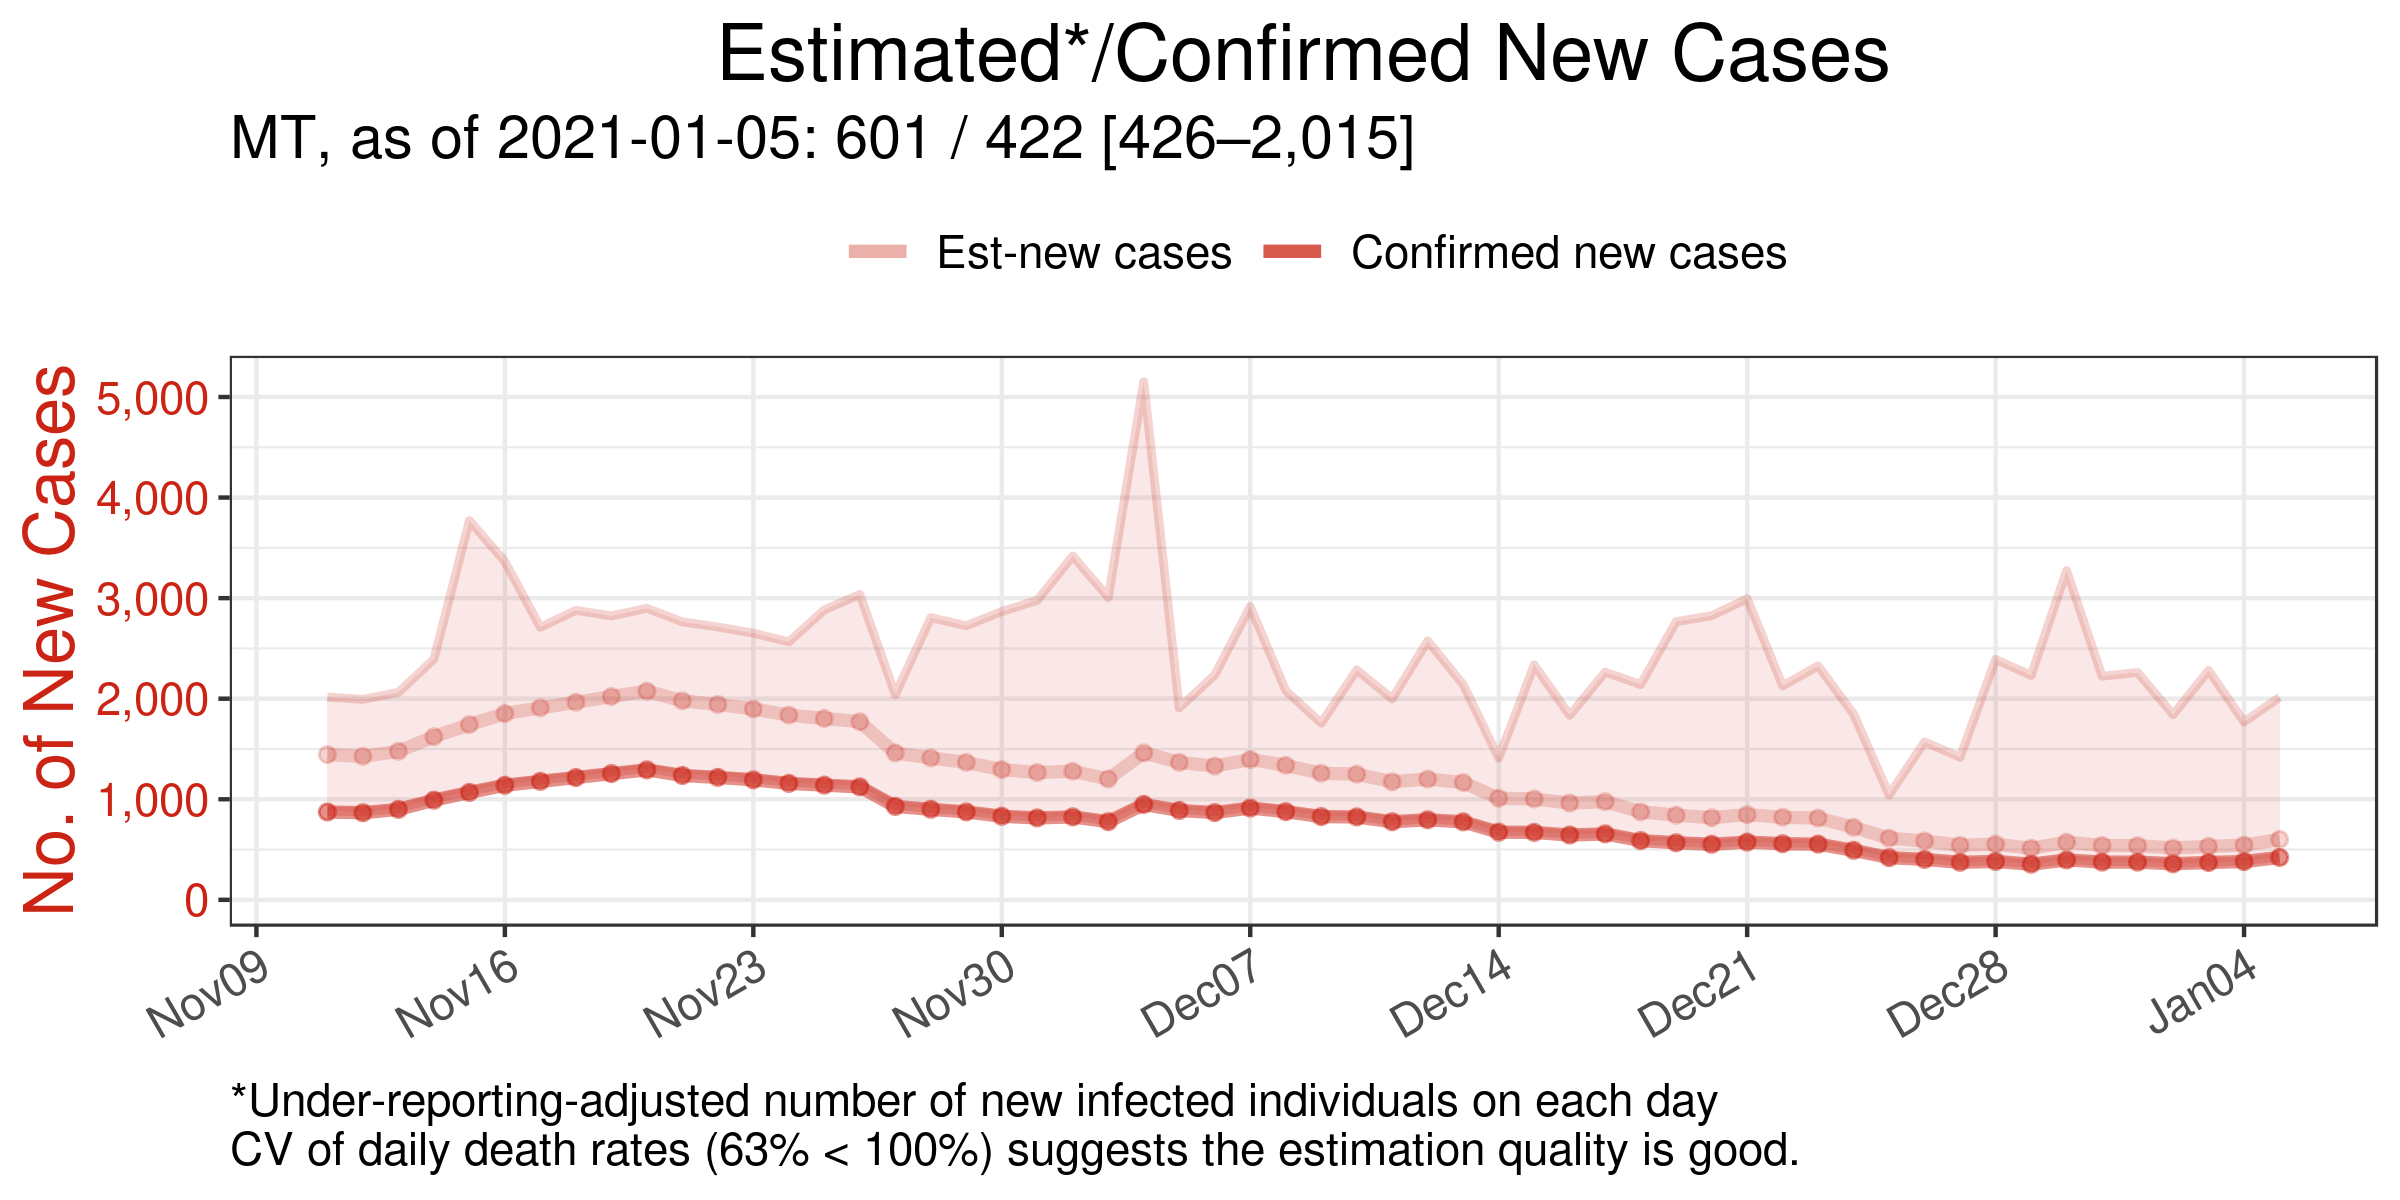 Estimated*/Confirmed New Cases
MT, as of 2021-01-05: 601 / 422 [426–2,015]
Est-new cases
Confirmed new cases
No. of New Cases
5,000
4,000
3,000
2,000
1,000
0
Nov09
Nov16
Nov23
Nov30
Dec07
Dec14
Dec21
Dec28
Jan04
*Under-reporting-adjusted number of new infected individuals on each day
CV of daily death rates (63% < 100%) suggests the estimation quality is good.